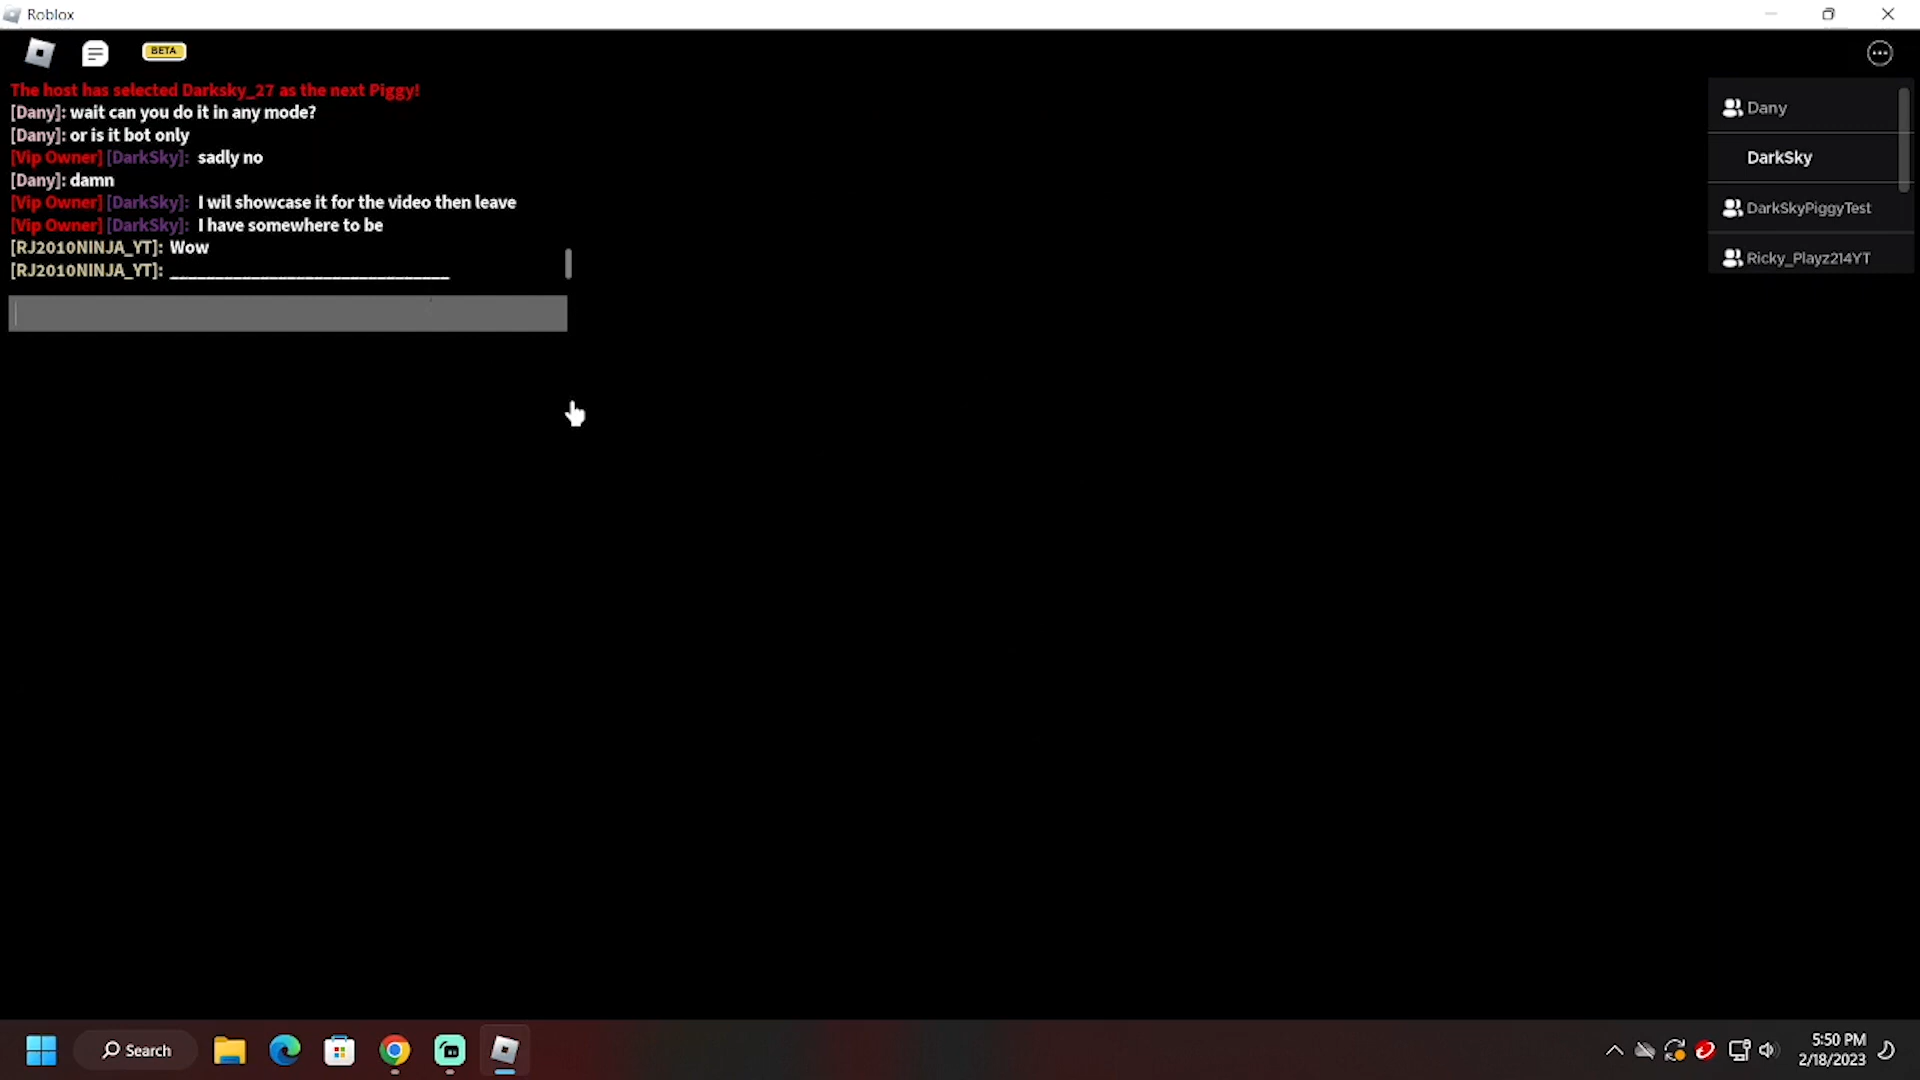 Roblox
BETA
The host has selected Darksky_27 as the next Piggy!
[Dany]: wait can you do it in any mode?
[Dany]: or is it bot only
[Vip Owner] [DarkSky]: sadly no
[Dany]: damn
[Vip Owner] [DarkSky]: I wil showcase it for the video then leave
[Vip Owner] [DarkSky]: I have somewhere to be
[RJ2010NINJA_YT]: Wow
[RJ2010NINJA_YT]: _______________________________
Dany
DarkSky
DarkSkyPiggyTest
Ricky_Playz214YT
Search
5:50 PM
2/18/2023